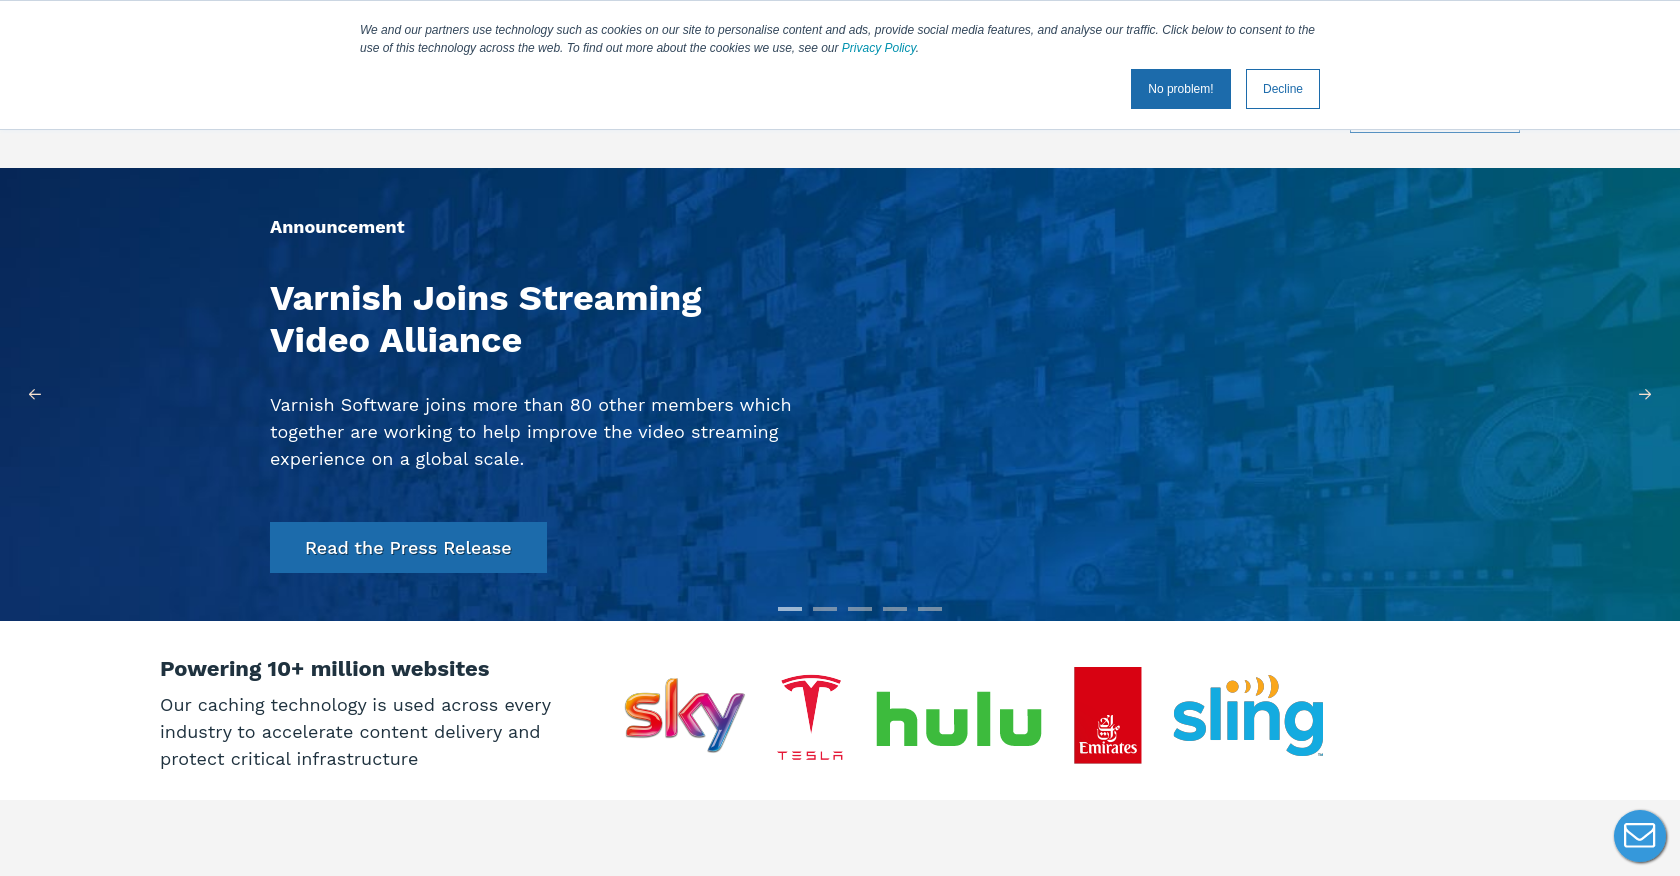 We and our partners use technology such as cookies on our site to personalise content and ads, provide social media features, and analyse our traffic. Click below to consent to the
use of this technology across the web. To find out more about the cookies we use, see our Privacy Policy.
No problem!
Decline
Announcement
Varnish Joins Streaming
Video Alliance
Varnish Software joins more than 80 other members which
together are working to help improve the video streaming
experience on a global scale.
Read the Press Release
Powering 10+ million websites
Our caching technology is used across every
industry to accelerate content delivery and
protect critical infrastructure
sky
TESLA
hulu
Emirates
sling